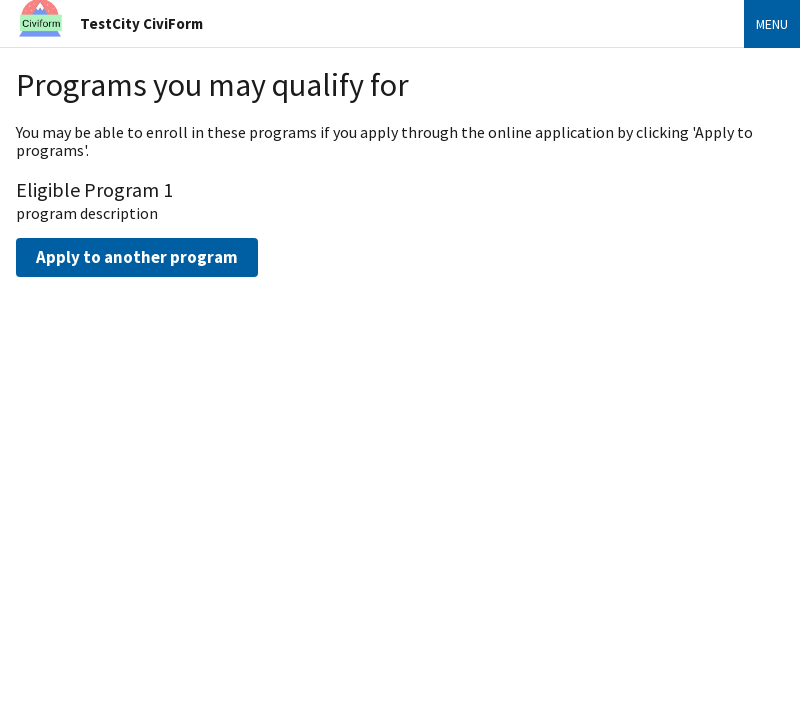 Civiform
TestCity CiviForm
MENU
Programs you may qualify for
You may be able to enroll in these programs if you apply through the online application by clicking 'Apply to
programs'.
Eligible Program 1
program description
Apply to another program